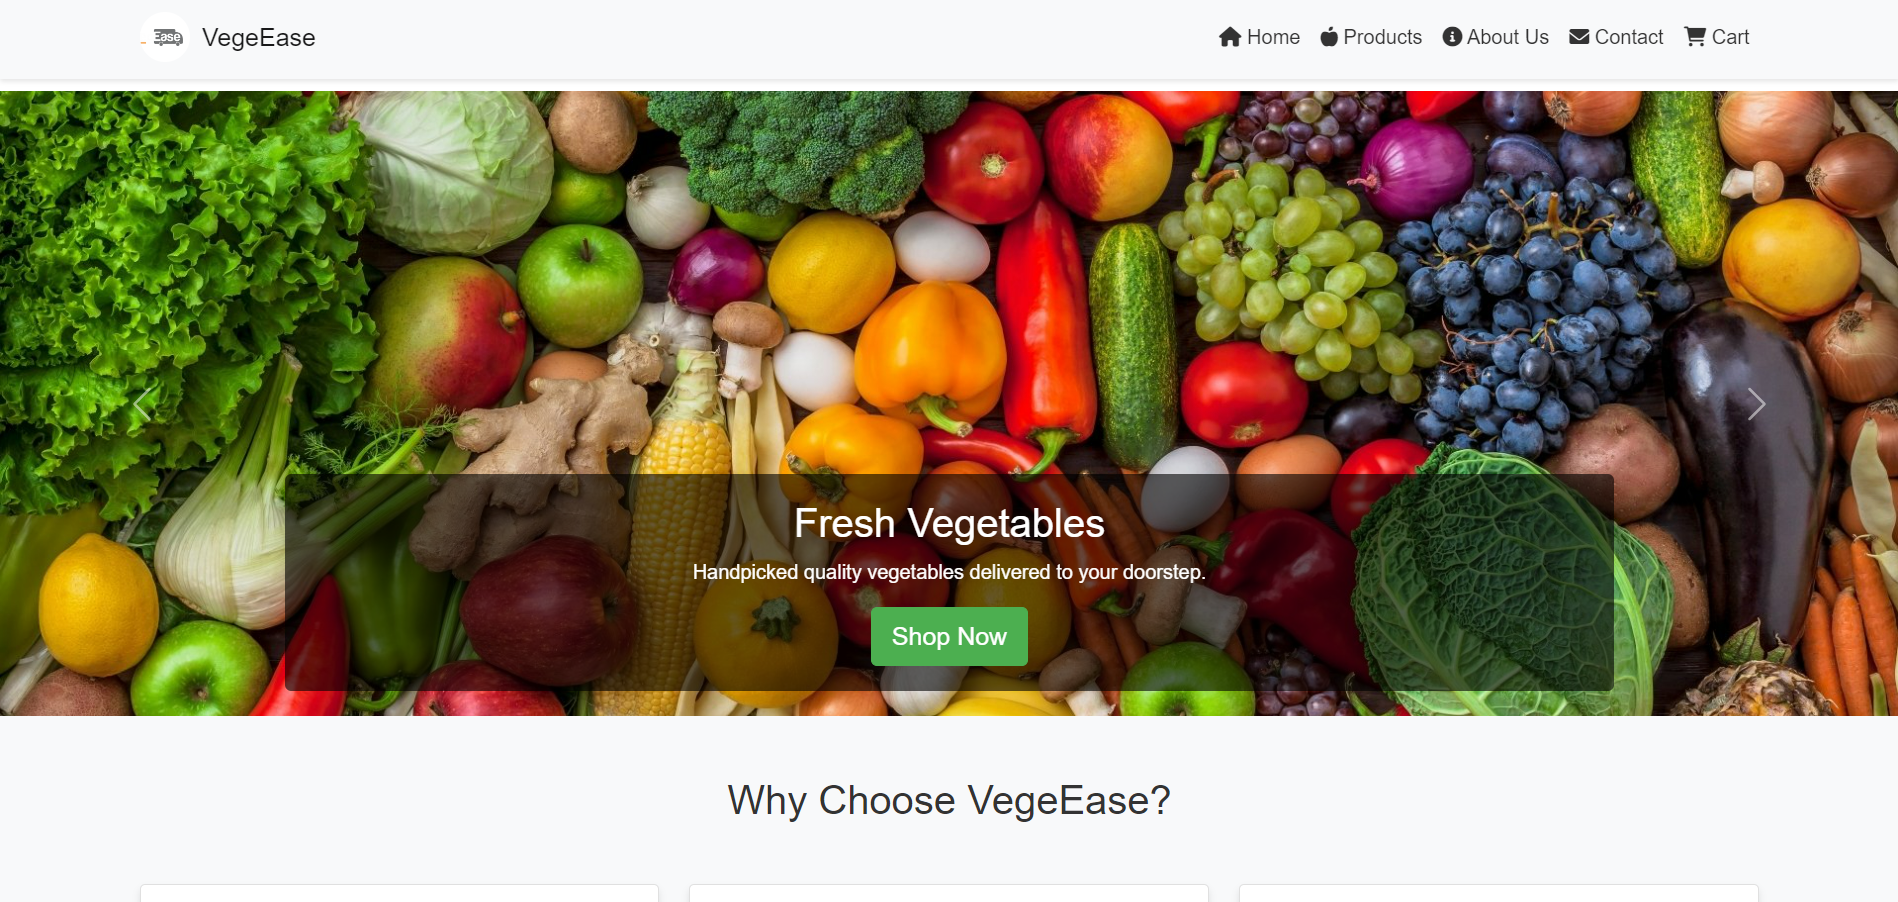 Ease
VegeEase
Home
Products
About Us
Contact
Cart
Fresh Vegetables
Handpicked quality vegetables delivered to your doorstep.
Shop Now
Why Choose VegeEase?